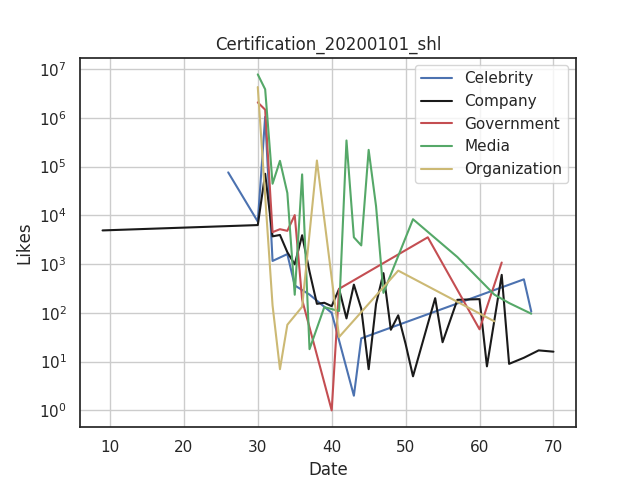 Certification_20200101_shl
Likes
10^7
10^6
10^5
10^4
10^3
10^2
10^1
10^0
Celebrity
Company
Government
Media
Organization
10 20 30 40 50 60 70
Date